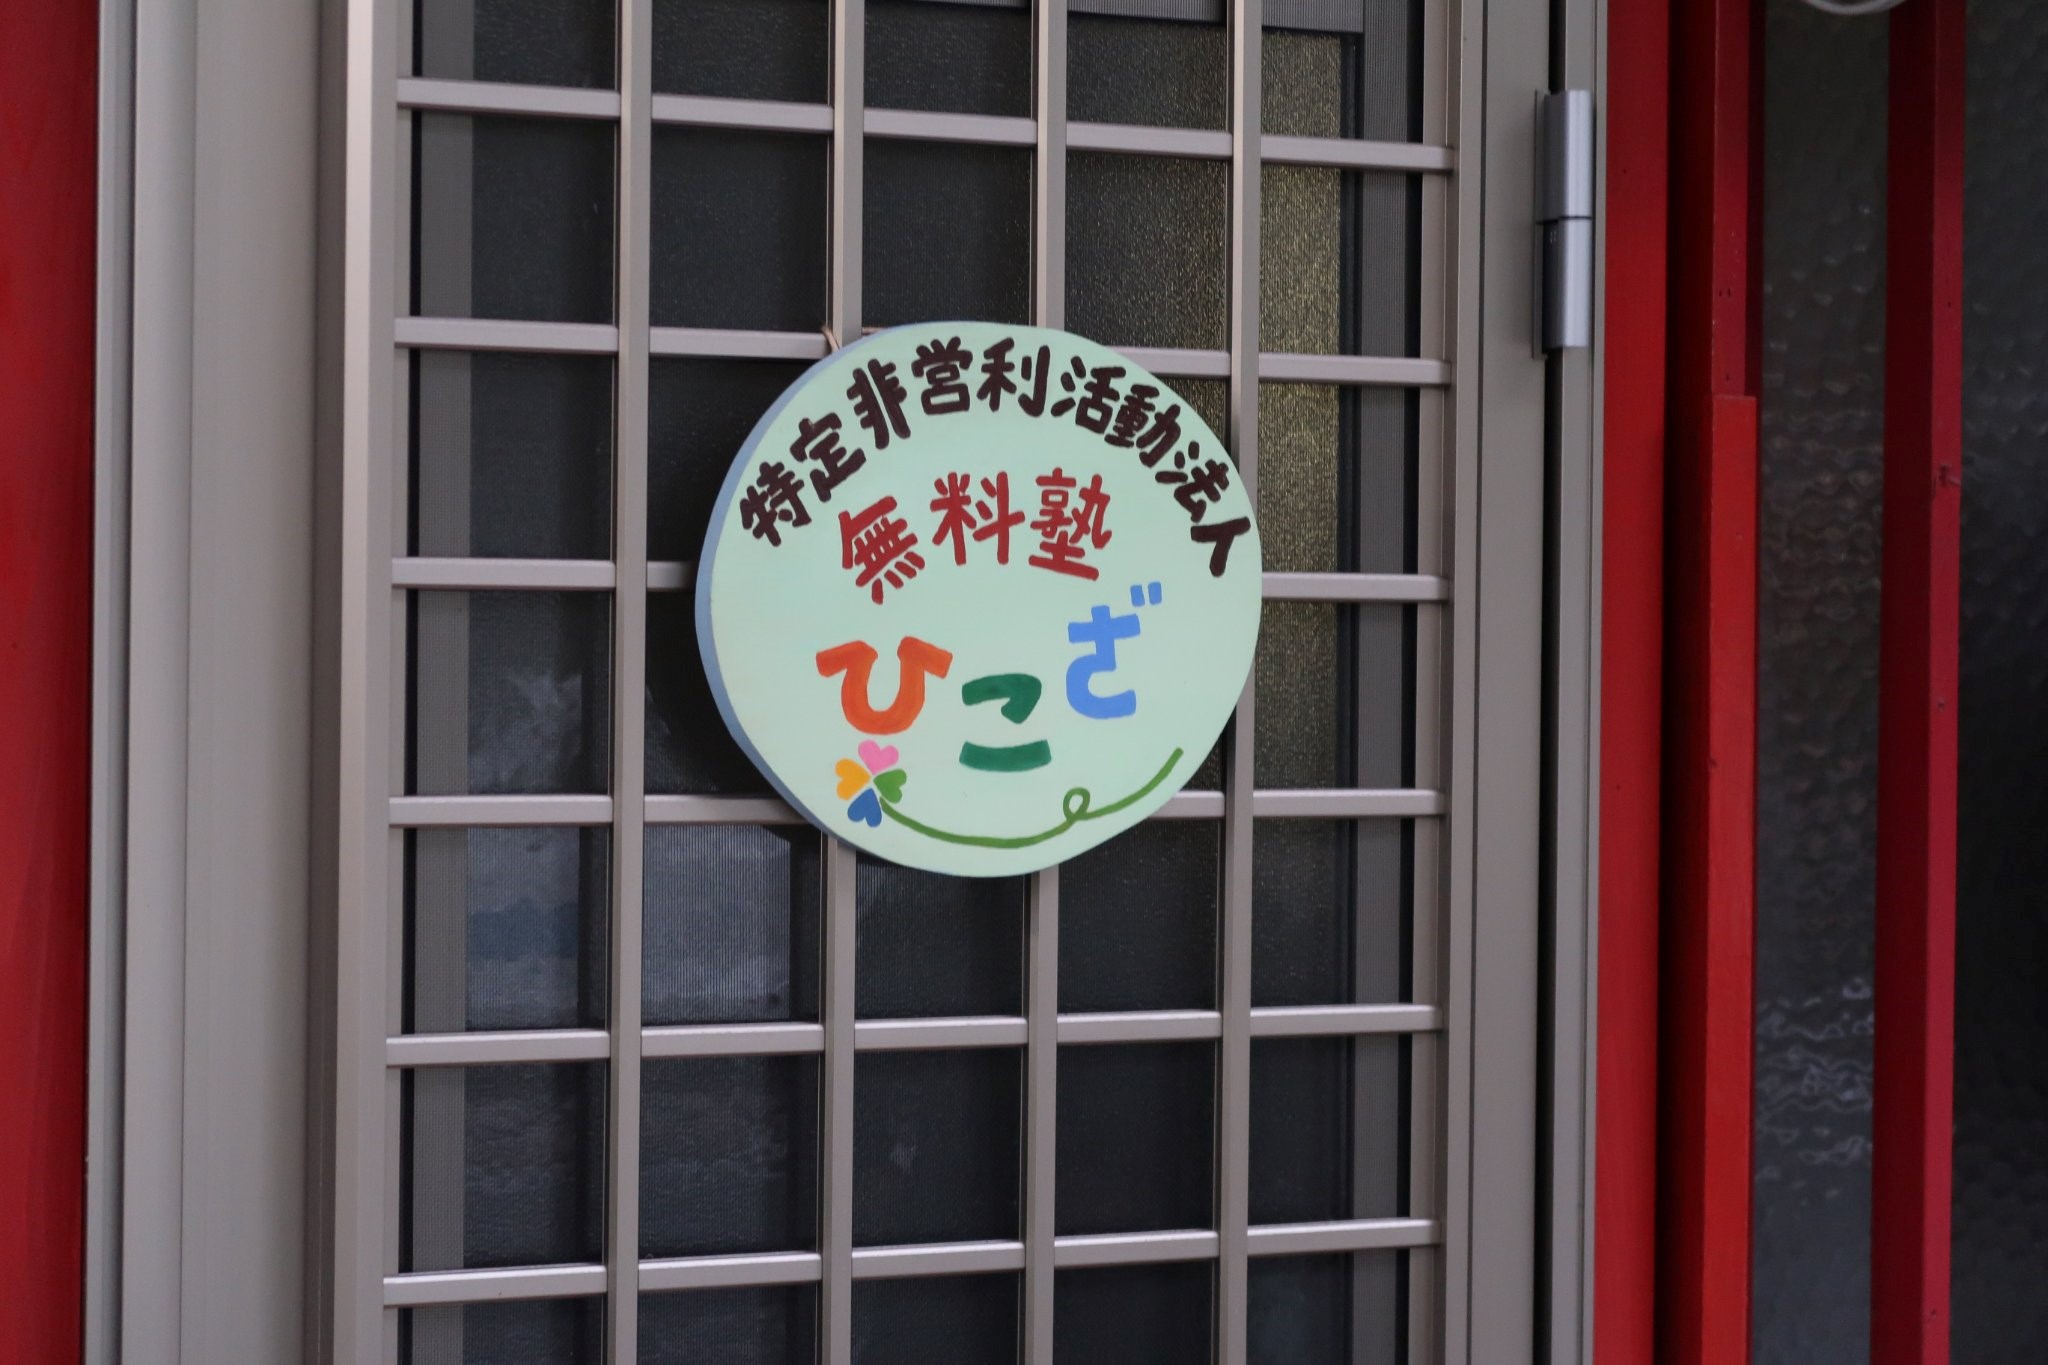 特定非営利活動法人
無料塾
ひこざ